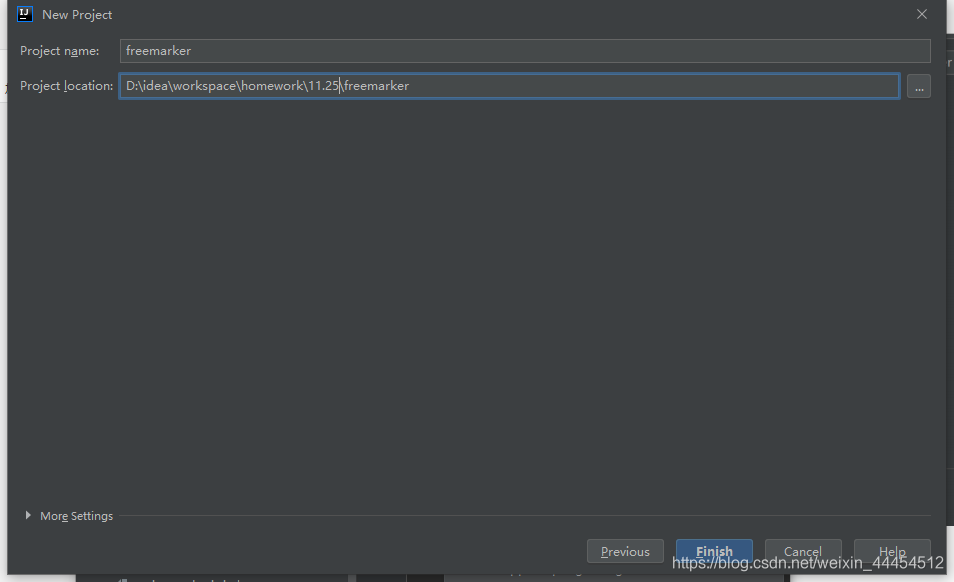 New Project
Project name: freemarker
Project location: D:\idea\workspace\homework\11.25\freemarker ...
More Settings
Previous Finish Cancel Help
https://blog.csdn.net/weixin_44454512